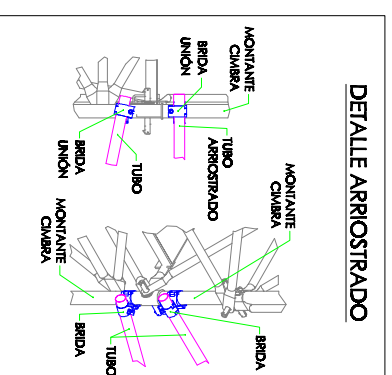 DETALLE ARRIOSTRADO
MONTANTE
CIMBRA
BRIDA
UNIÓN
TUBO
ARRIOSTRADO
TUBO
BRIDA
UNIÓN
MONTANTE
CIMBRA
BRIDA
TUBO
BRIDA
MONTANTE
CIMBRA